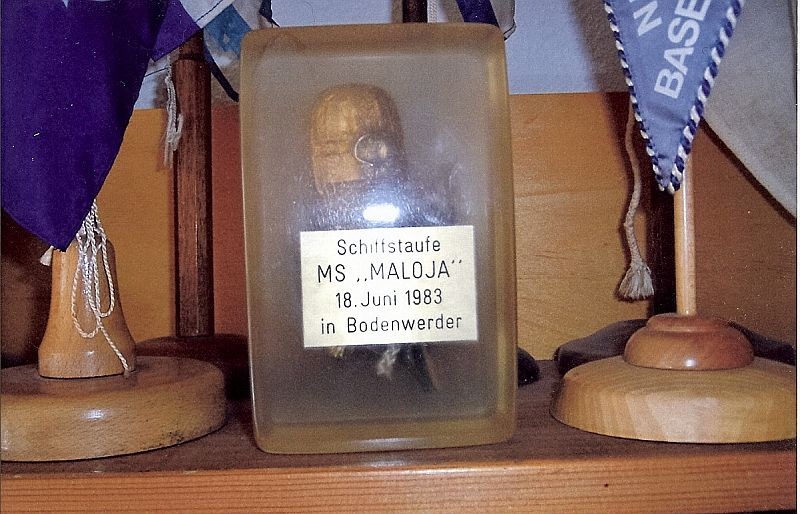 Schiffstaufe
MS „MALOJA"
18. Juni 1983
in Bodenwerder
BASE